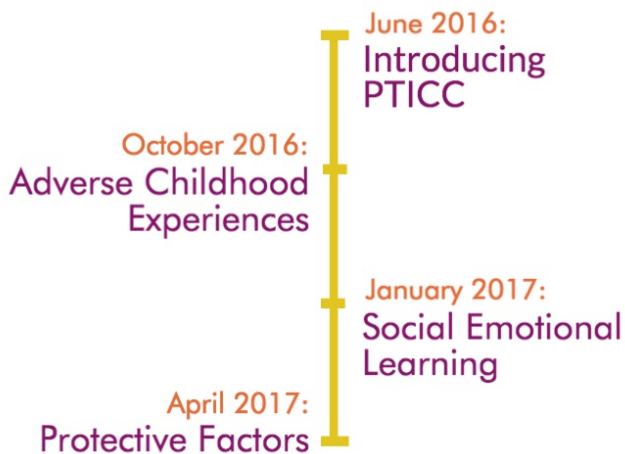 June 2016:
Introducing
PTICC
October 2016:
Adverse Childhood
Experiences
January 2017:
Social Emotional
Learning
April 2017:
Protective Factors